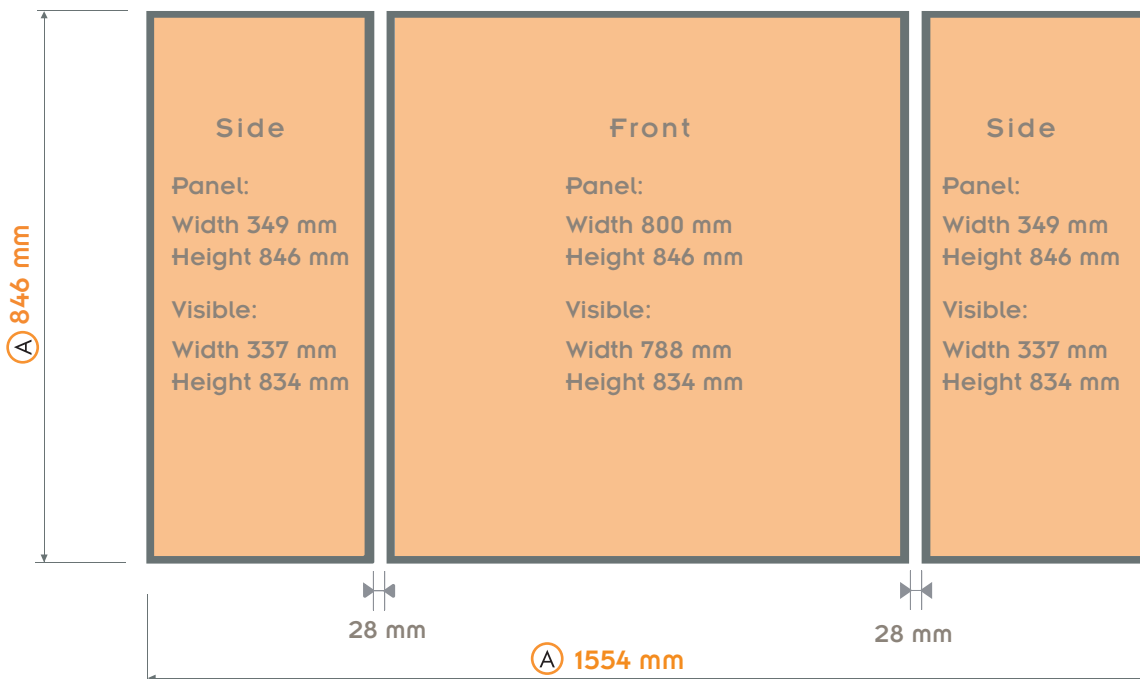 Side
Panel:
Width 349 mm
Height 846 mm
Visible:
Width 337 mm
Height 834 mm
Front
Panel:
Width 800 mm
Height 846 mm
Visible:
Width 788 mm
Height 834 mm
Side
Panel:
Width 349 mm
Height 846 mm
Visible:
Width 337 mm
Height 834 mm
A 846 mm
28 mm
28 mm
A 1554 mm